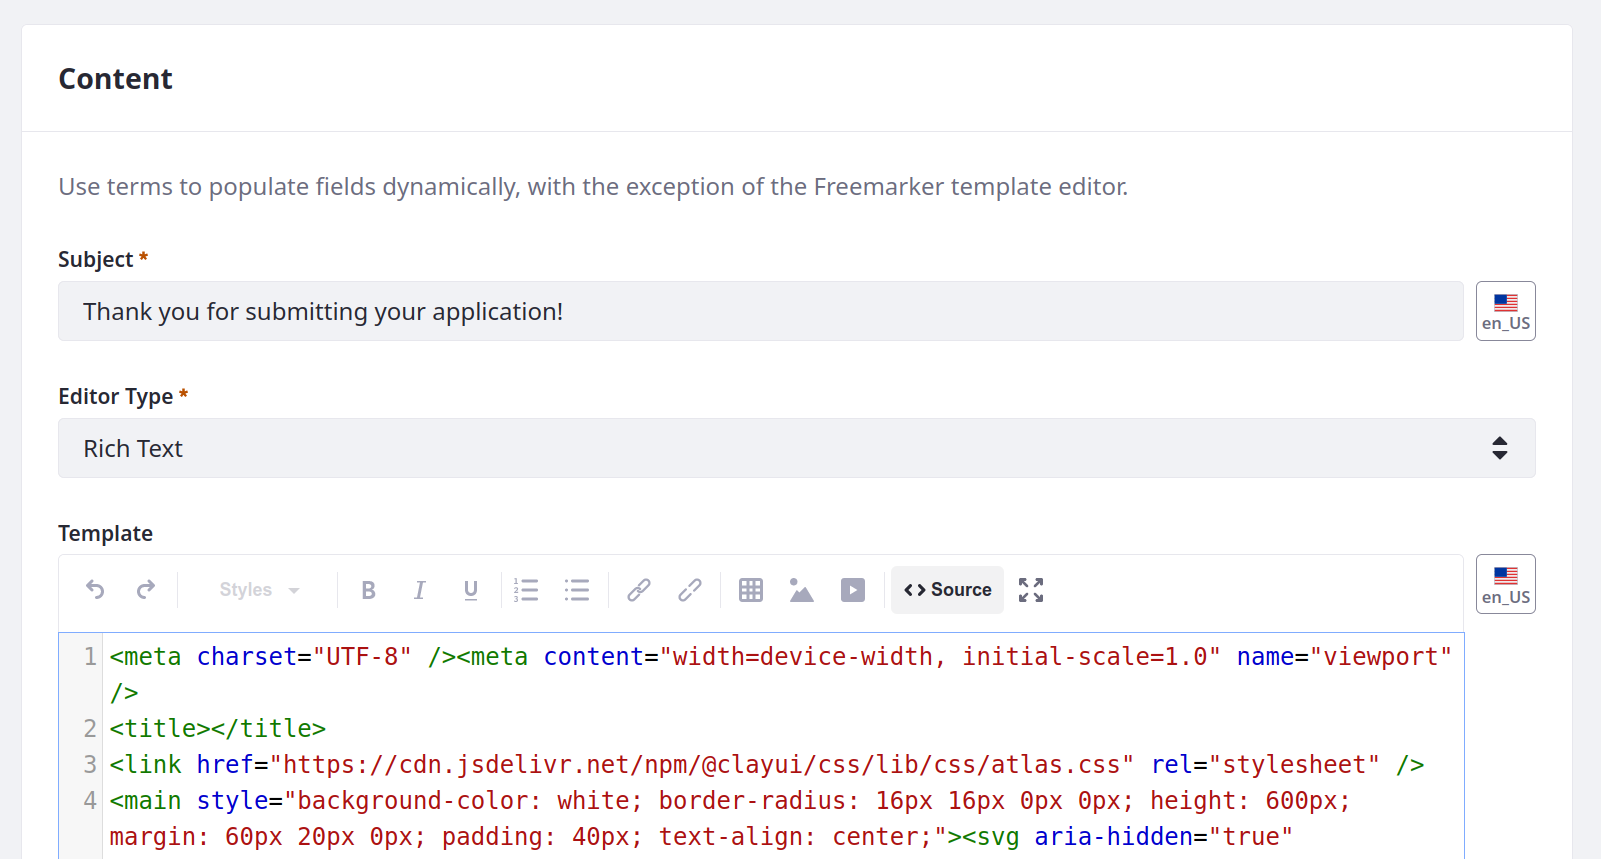 Content
Use terms to populate fields dynamically, with the exception of the Freemarker template editor.
Subject *
Thank you for submitting your application!
en_US
Editor Type *
Rich Text
Template
Styles B I U 1 2 3 <> Source
en_US
1 <meta charset="UTF-8" /><meta content="width=device-width, initial-scale=1.0" name="viewport"
/>
2 <title></title>
3 <link href="https://cdn.jsdelivr.net/npm/@clayui/css/lib/css/atlas.css" rel="stylesheet" />
4 <main style="background-color: white; border-radius: 16px 16px 0px 0px; height: 600px;
margin: 60px 20px 0px; padding: 40px; text-align: center;"><svg aria-hidden="true"